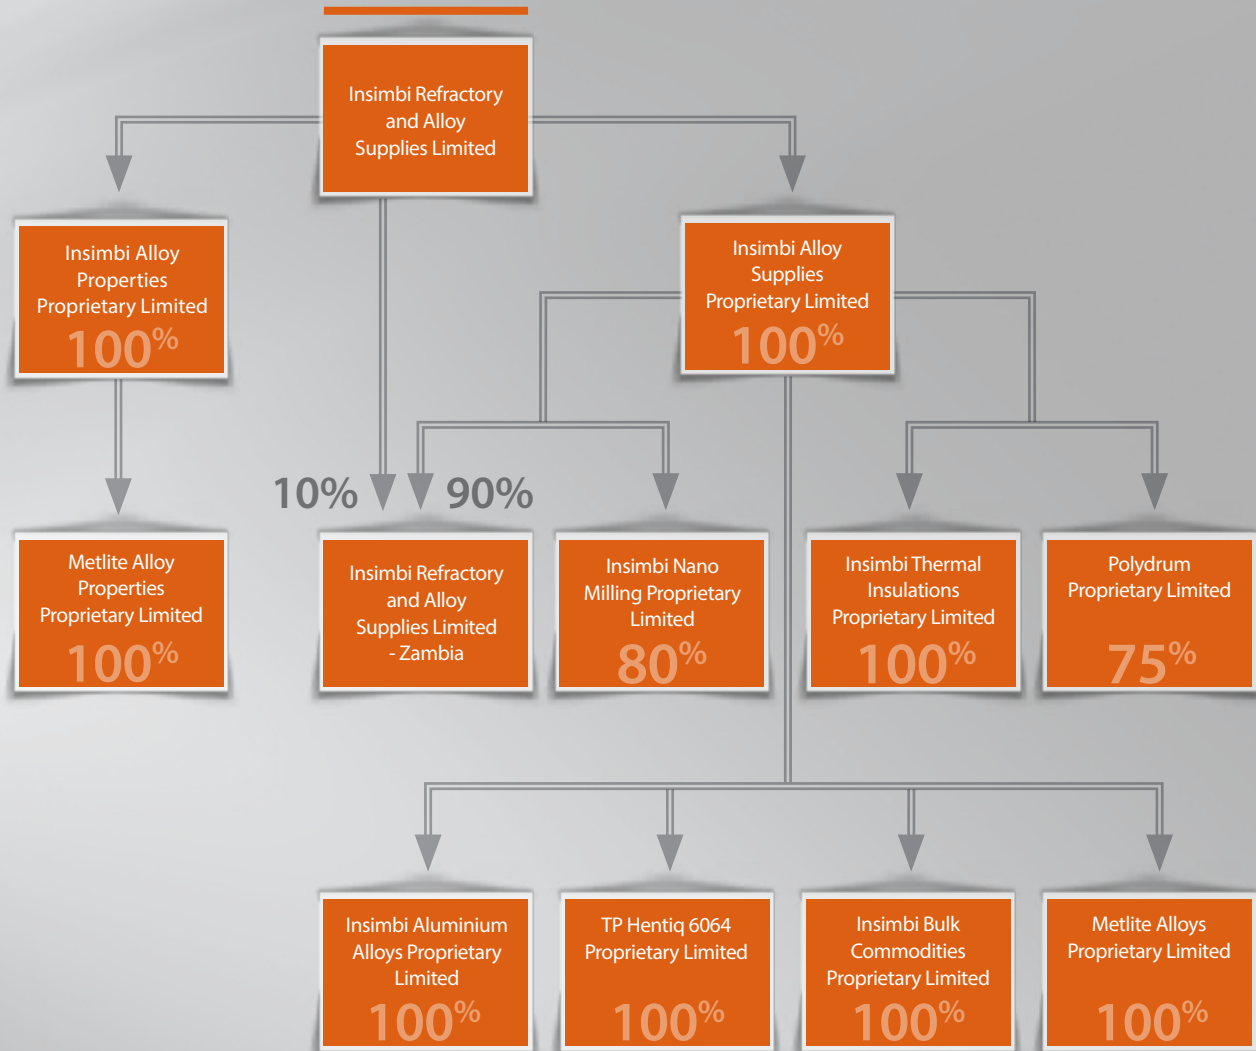 Insimbi Refractory
and Alloy
Supplies Limited
Insimbi Alloy
Properties
Proprietary Limited
100%
Insimbi Alloy
Supplies
Proprietary Limited
100%
10%
90%
Metlite Alloy
Properties
Proprietary Limited
100%
Insimbi Refractory
and Alloy
Supplies Limited
- Zambia
Insimbi Nano
Milling Proprietary
Limited
80%
Insimbi Thermal
Insulations
Proprietary Limited
100%
Polydrum
Proprietary Limited
75%
Insimbi Aluminium
Alloys Proprietary
Limited
100%
TP Hentiq 6064
Proprietary Limited
100%
Insimbi Bulk
Commodities
Proprietary Limited
100%
Metlite Alloys
Proprietary Limited
100%